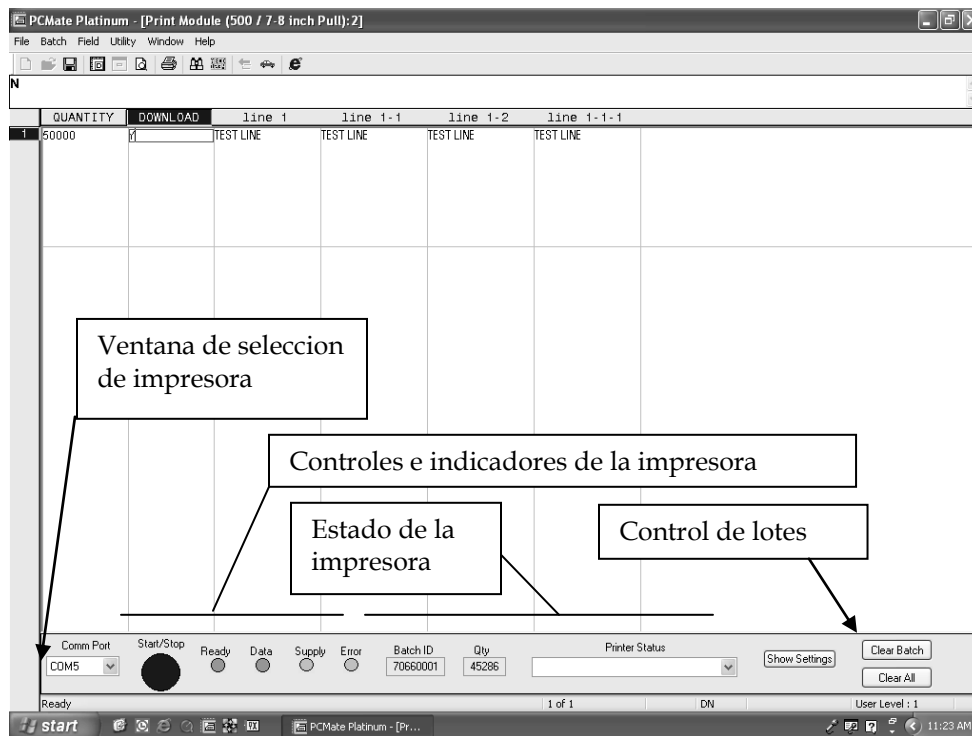 PCMate Platinum - [Print Module (500 / 7-8 inch Pull):2]
File Batch Field Utility Window Help
N
QUANTITY DOWNLOAD line 1 line 1-1 line 1-2 line 1-1-1
1 50000 Y TEST LINE TEST LINE TEST LINE TEST LINE
Ventana de seleccion
de impresora
Controles e indicadores de la impresora
Estado de la
impresora
Control de lotes
Comm Port Start/Stop Ready Data Supply Error Batch ID Qty Printer Status
COM5 70660001 45286 Show Settings Clear Batch
Clear All
Ready 1 of 1 DN User Level : 1
start PCMate Platinum - [Pr... 11:23 AM